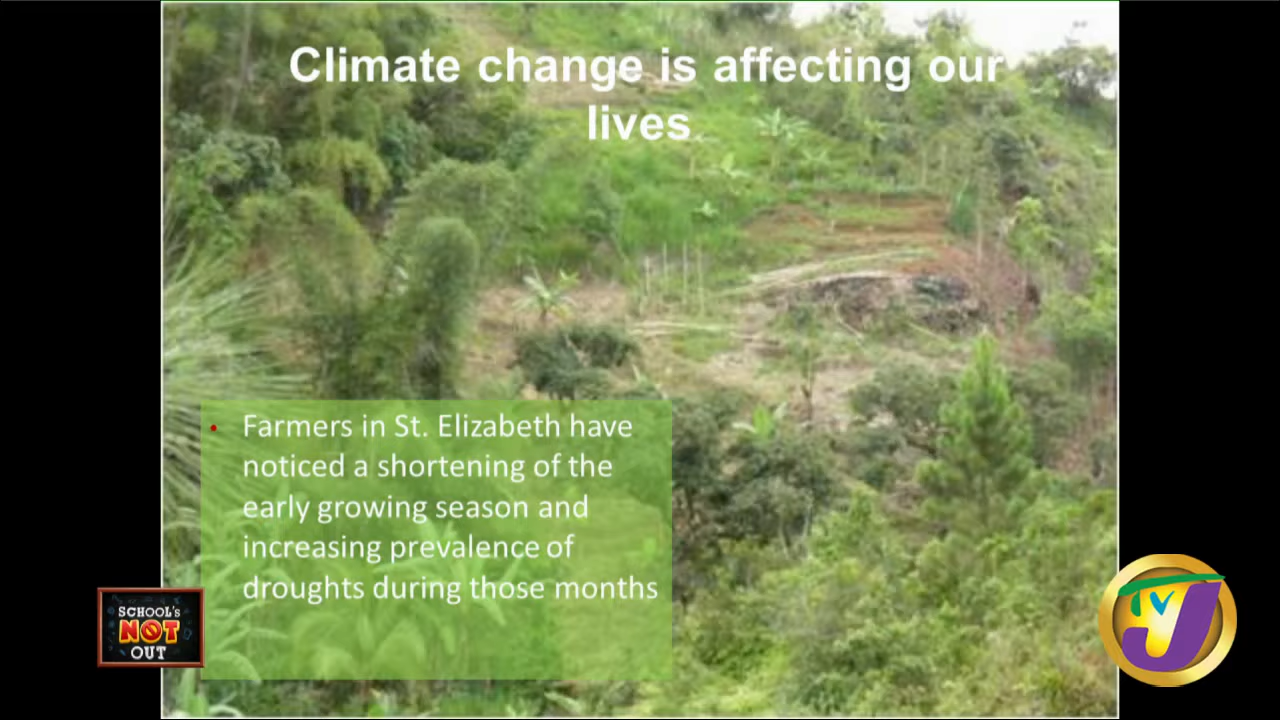 Climate change is affecting our
lives
• Farmers in St. Elizabeth have
noticed a shortening of the
early growing season and
increasing prevalence of
droughts during those months
SCHOOL's
NOT
OUT
TVJ